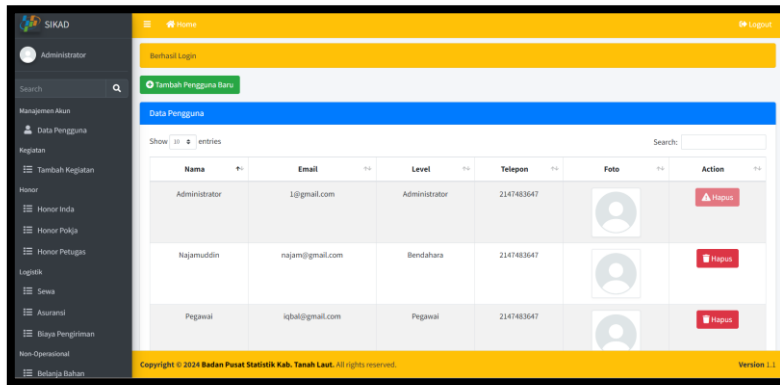 SIKAD
Home
Logout
Administrator
Search
Manajemen Akun
Data Pengguna
Kegiatan
Tambah Kegiatan
Honor
Honor Inda
Honor Pokja
Honor Petugas
Logistik
Sewa
Asuransi
Biaya Pengiriman
Non-Operasional
Belanja Bahan
Berhasil Login
Tambah Pengguna Baru
Data Pengguna
Show 10 entries
Search:
Nama Email Level Telepon Foto Action
Administrator 1@gmail.com Administrator 2147483647 Hapus
Najamuddin najam@gmail.com Bendahara 2147483647 Hapus
Pegawai iqbal@gmail.com Pegawai 2147483647 Hapus
Copyright © 2024 Badan Pusat Statistik Kab. Tanah Laut. All rights reserved.
Version 1.1